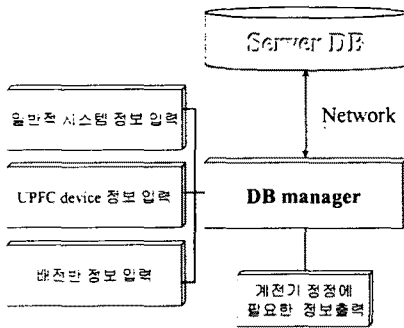 Server DB
Network
일반적 시스템 정보 입력
UPFC device 정보 입력
DB manager
배전반 정보 입력
계전기 정정에
필요한 정보출력